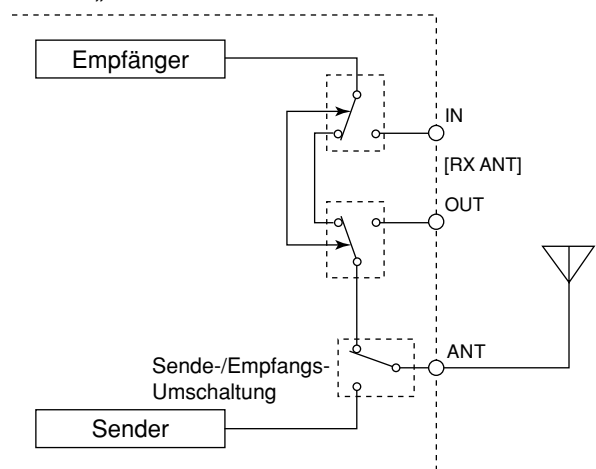 Empfänger
IN
[RX ANT]
OUT
ANT
Sende-/Empfangs-
Umschaltung
Sender